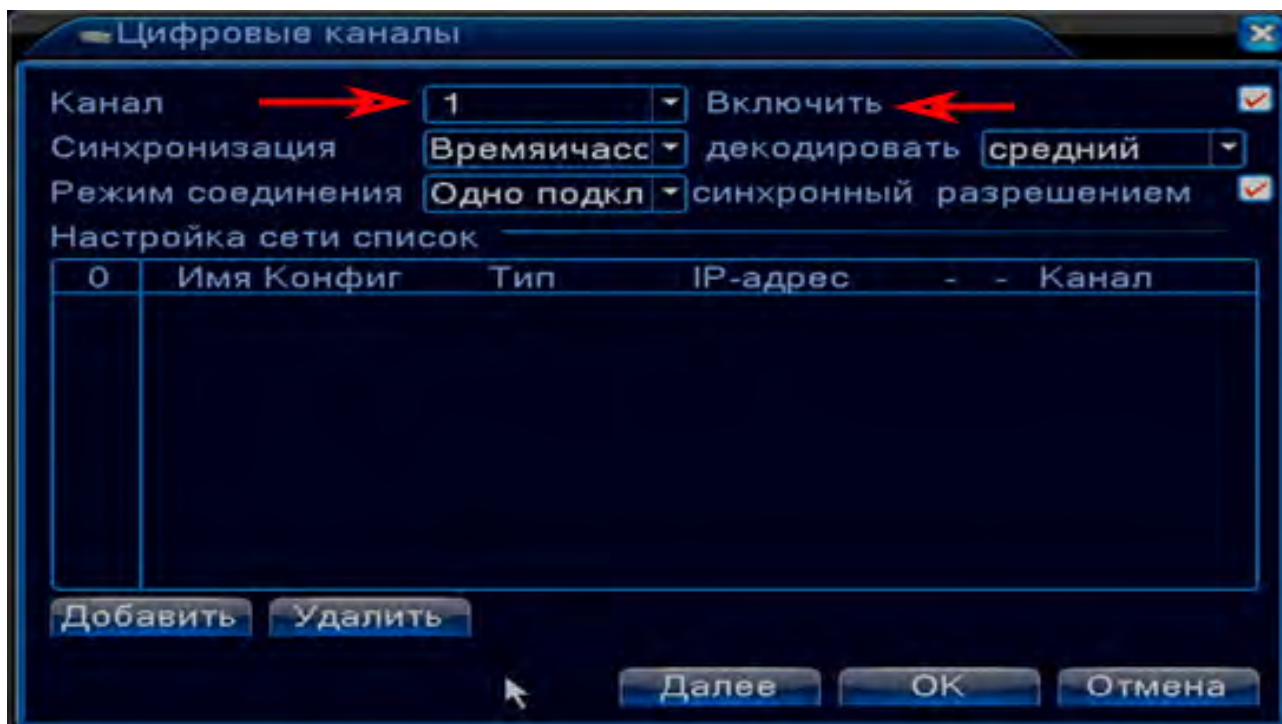 Цифровые каналы
Канал 1 Включить
Синхронизация Времяичасс декодировать средний
Режим соединения Одно подкл синхронный разрешением
Настройка сети список
0 Имя Конфиг Тип IP-адрес - - Канал
Добавить Удалить
Далее OK Отмена